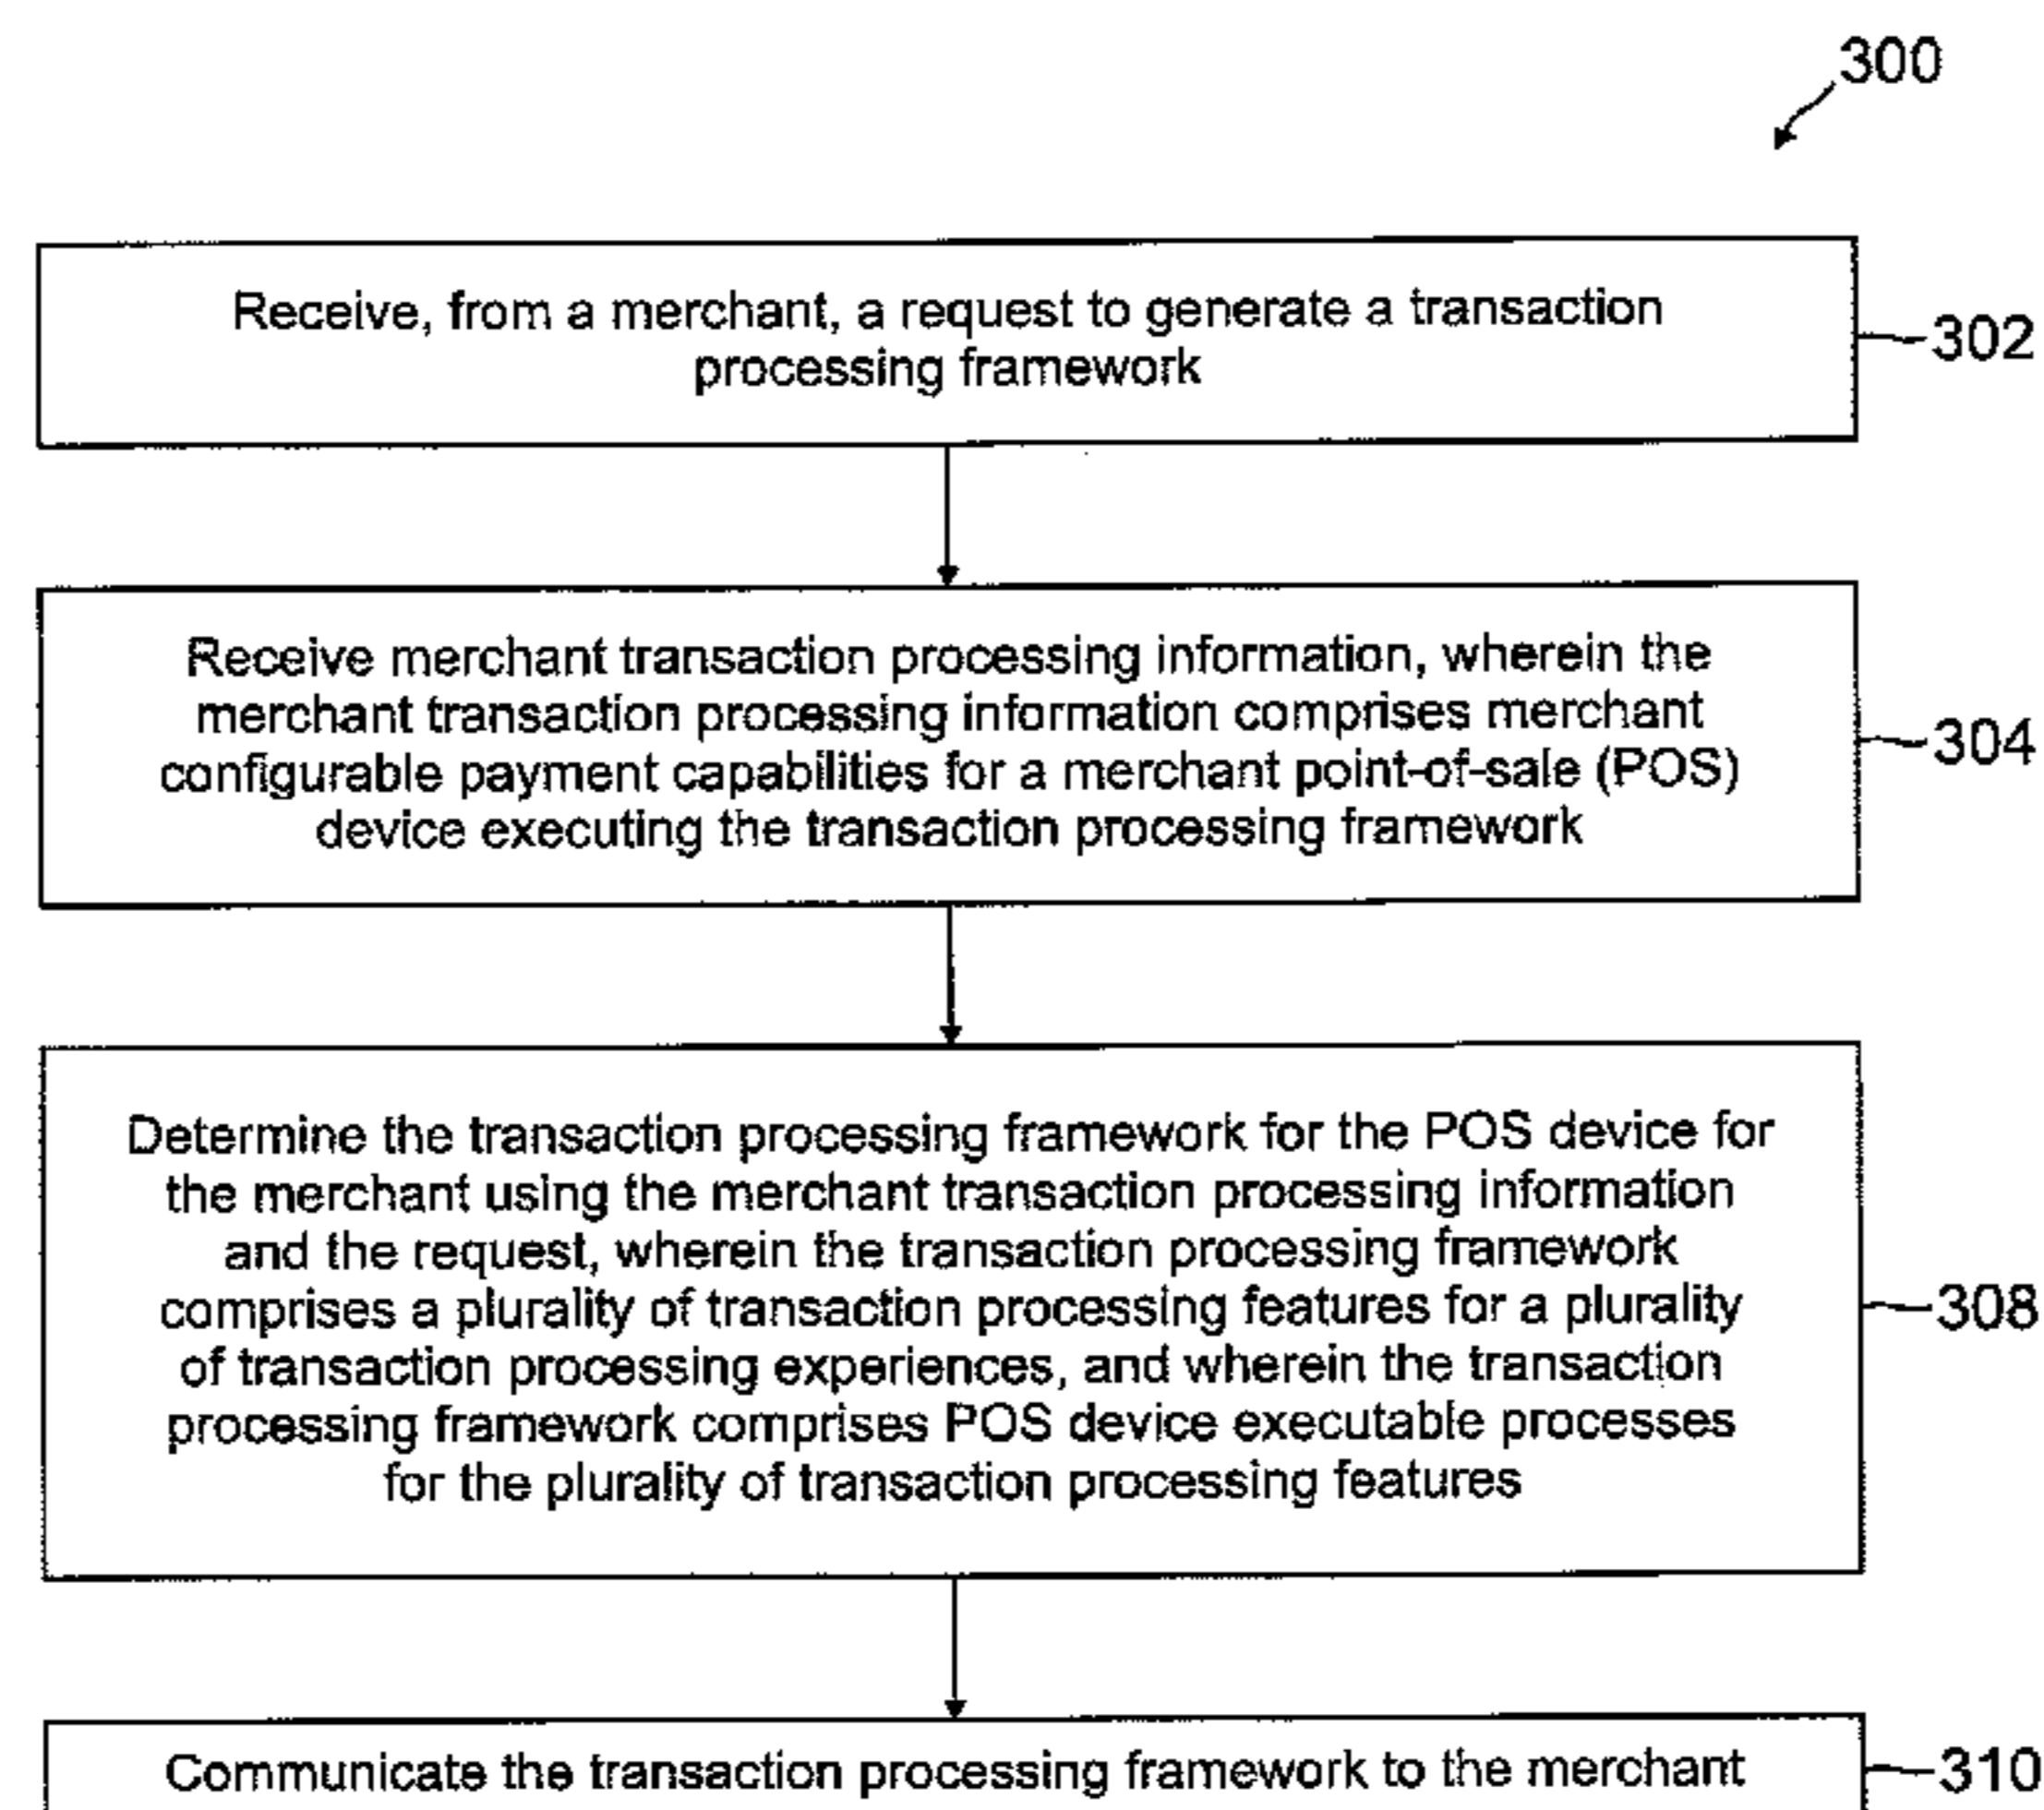 300
Receive, from a merchant, a request to generate a transaction
processing framework
302
Receive merchant transaction processing information, wherein the
merchant transaction processing information comprises merchant
configurable payment capabilities for a merchant point-of-sale (POS)
device executing the transaction processing framework
304
Determine the transaction processing framework for the POS device for
the merchant using the merchant transaction processing information
and the request, wherein the transaction processing framework
comprises a plurality of transaction processing features for a plurality
of transaction processing experiences, and wherein the transaction
processing framework comprises POS device executable processes
for the plurality of transaction processing features
308
Communicate the transaction processing framework to the merchant
310